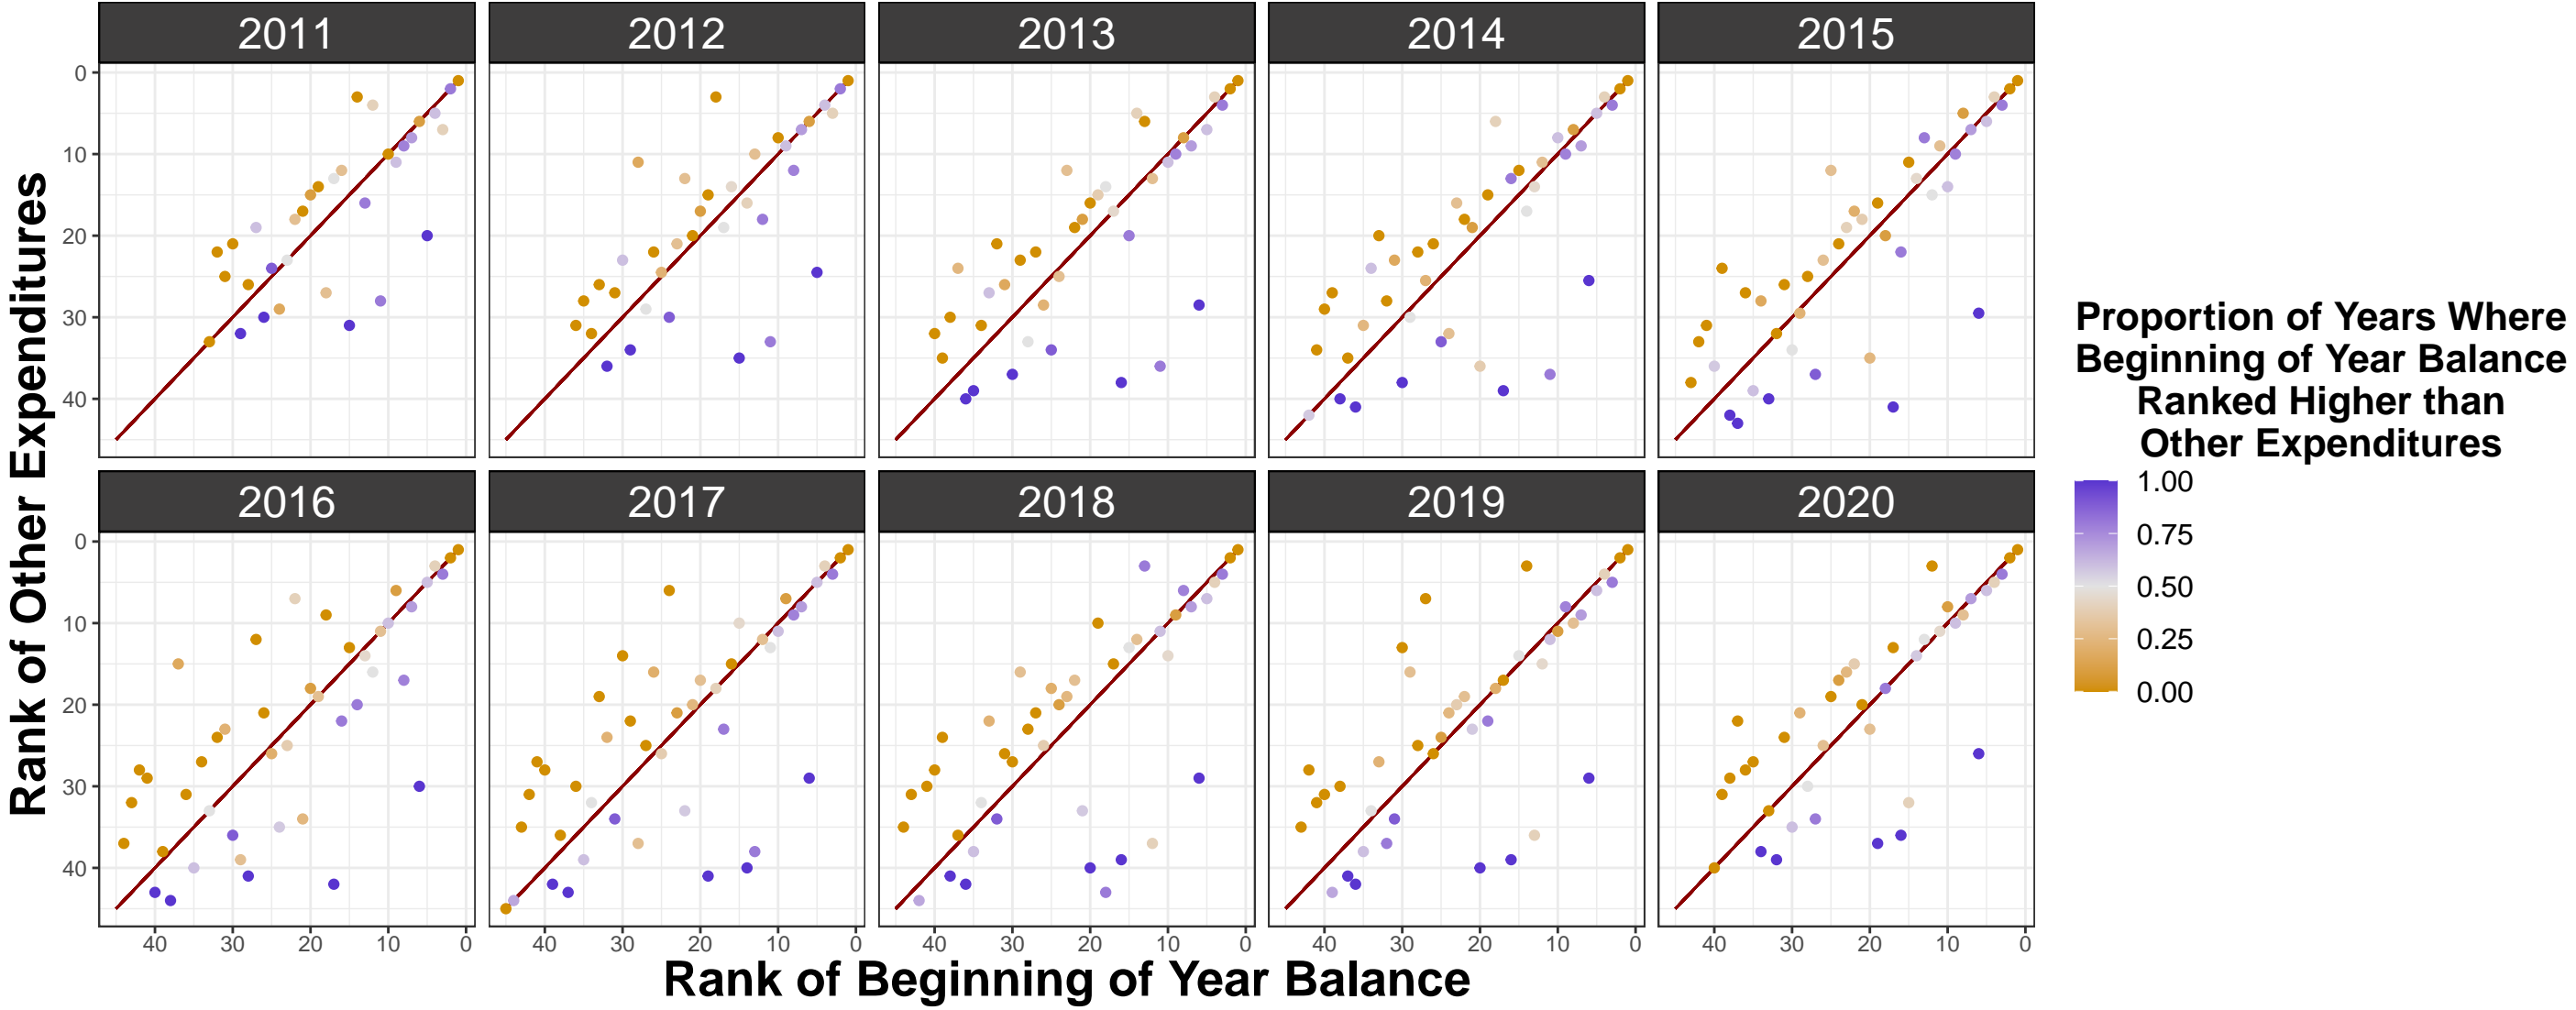 2011 2012 2013 2014 2015
0
10
20
30
40
2016 2017 2018 2019 2020
0
10
20
30
40
40 30 20 10 0 40 30 20 10 0 40 30 20 10 0 40 30 20 10 0 40 30 20 10 0
Rank of Beginning of Year Balance
Rank of Other Expenditures
Proportion of Years Where
Beginning of Year Balance
Ranked Higher than
Other Expenditures
1.00
0.75
0.50
0.25
0.00